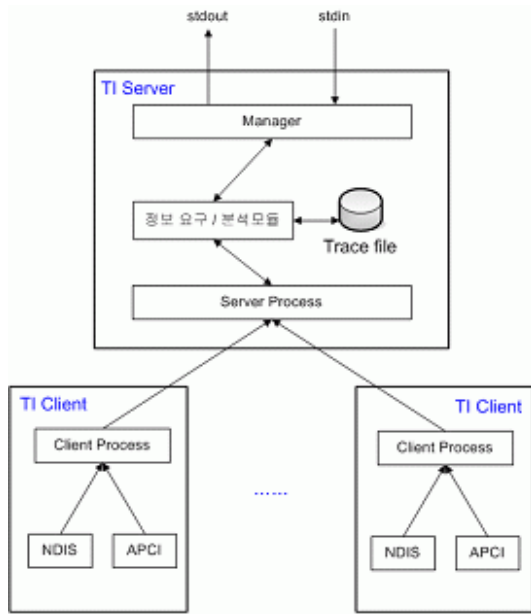 stdout
stdin
TI Server
Manager
정보 요구 / 분석모듈
Trace file
Server Process
TI Client
Client Process
NDIS
APCI
......
TI Client
Client Process
NDIS
APCI